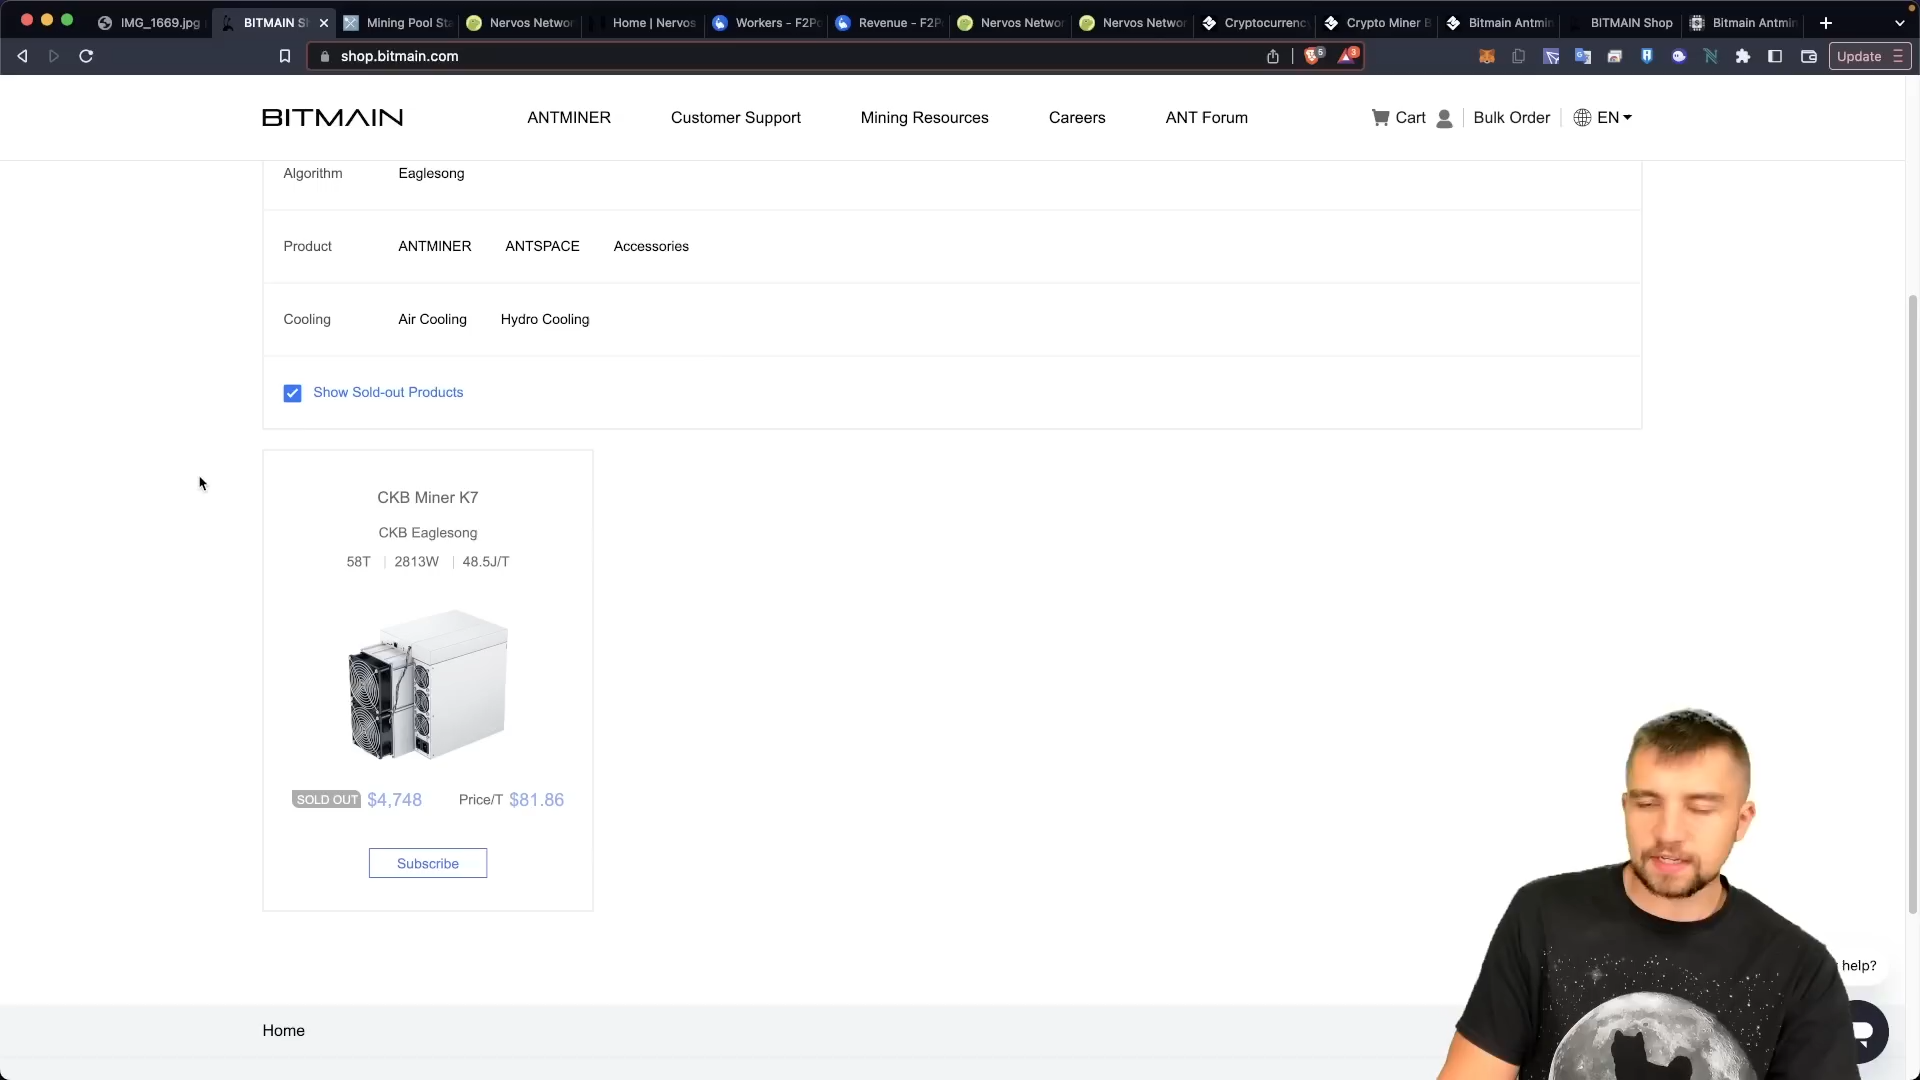 IMG_1669.jpg
BITMAIN S
Mining Pool Sta
Nervos Networ
Home | Nervos
Workers - F2Po
Revenue - F2P
Nervos Networ
Nervos Networ
Cryptocurrenc
Crypto Miner B
Bitmain Antmin
BITMAIN Shop
Bitmain Antmin
shop.bitmain.com
5
3
Update
BITMAIN
ANTMINER
Customer Support
Mining Resources
Careers
ANT Forum
Cart
Bulk Order
EN
Algorithm Eaglesong
Product ANTMINER ANTSPACE Accessories
Cooling Air Cooling Hydro Cooling
Show Sold-out Products
CKB Miner K7
CKB Eaglesong
58T | 2813W | 48.5J/T
SOLD OUT $4,748 Price/T $81.86
Subscribe
help?
Home